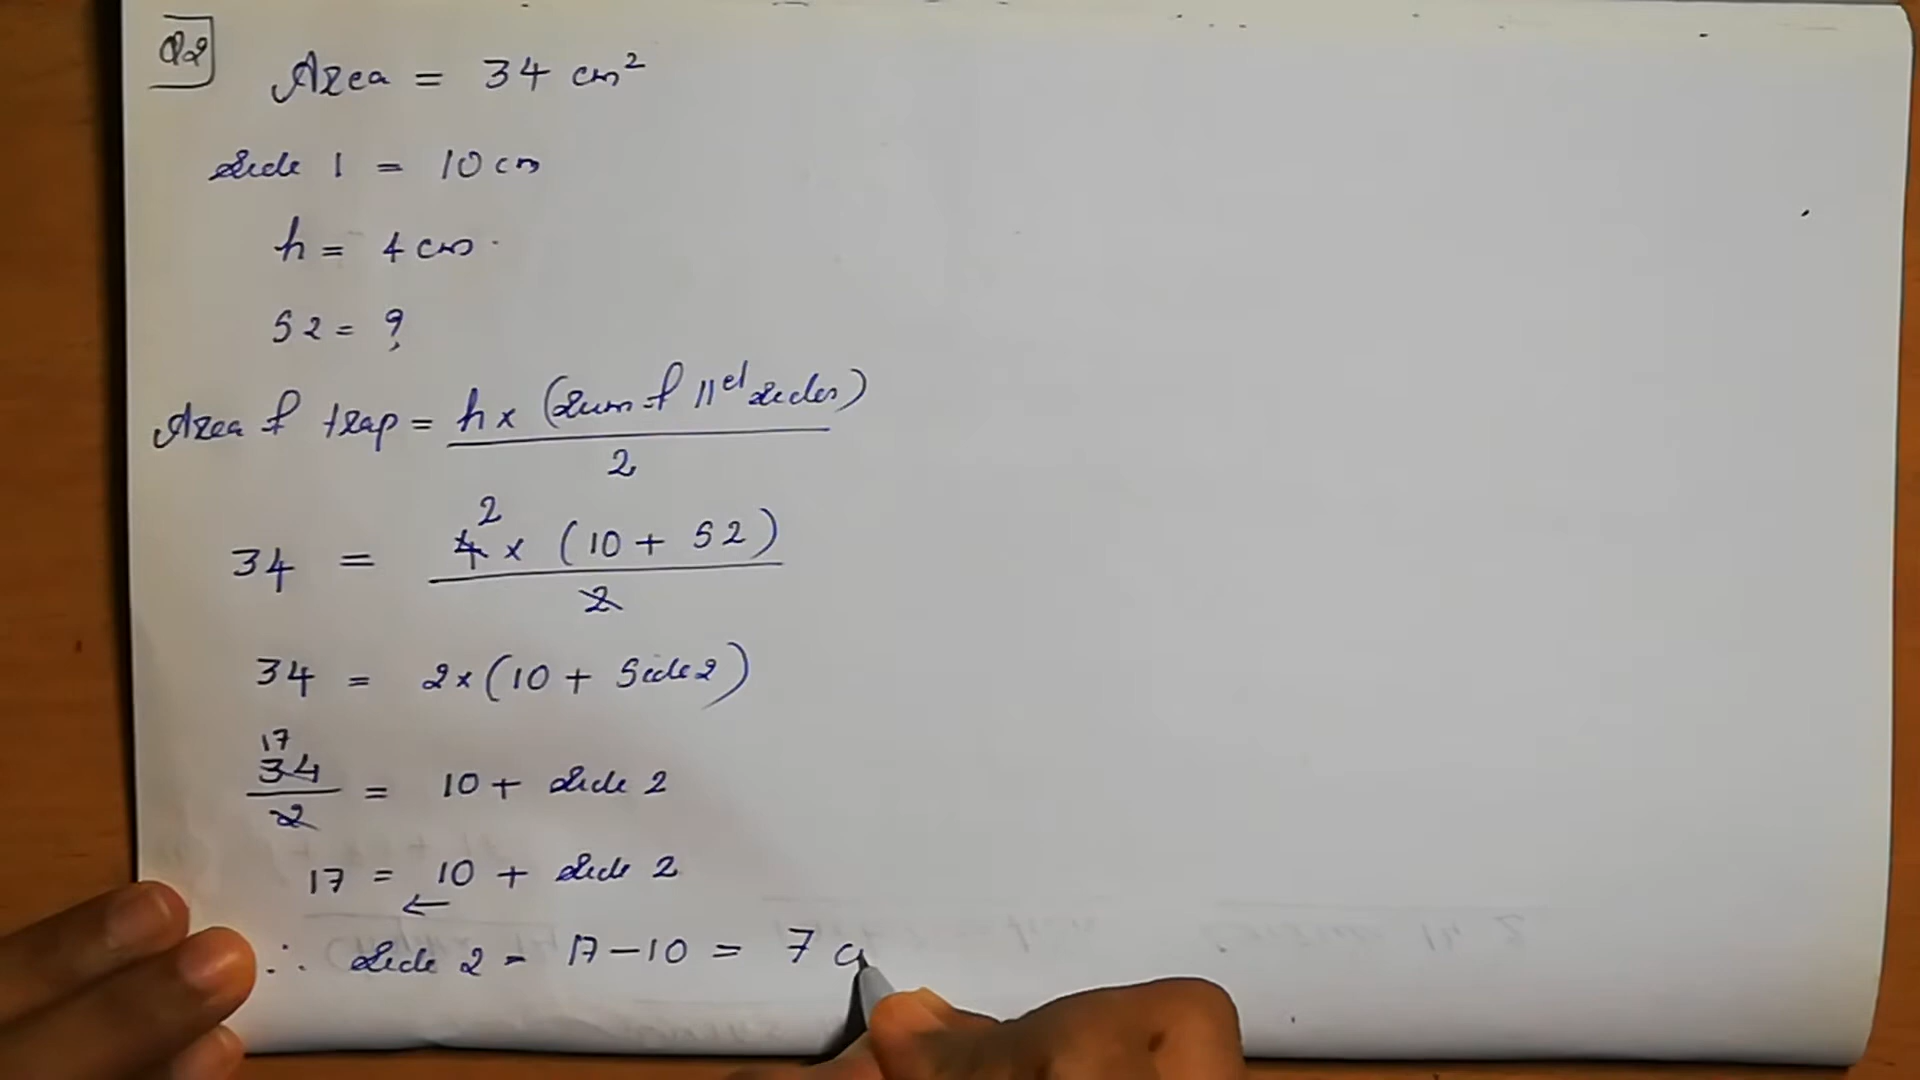 Q2
Area = 34 cm²
Side 1 = 10 cm
h = 4 cm.
S2 = ?
Area of trap = h × (Sum of ||el sides)
2
2
34 = 4 × (10 + S2)
2
34 = 2 × (10 + Side 2)
17
34
2 = 10 + Side 2
17 = 10 + Side 2
←
∴ Side 2 = 17 – 10 = 7 c